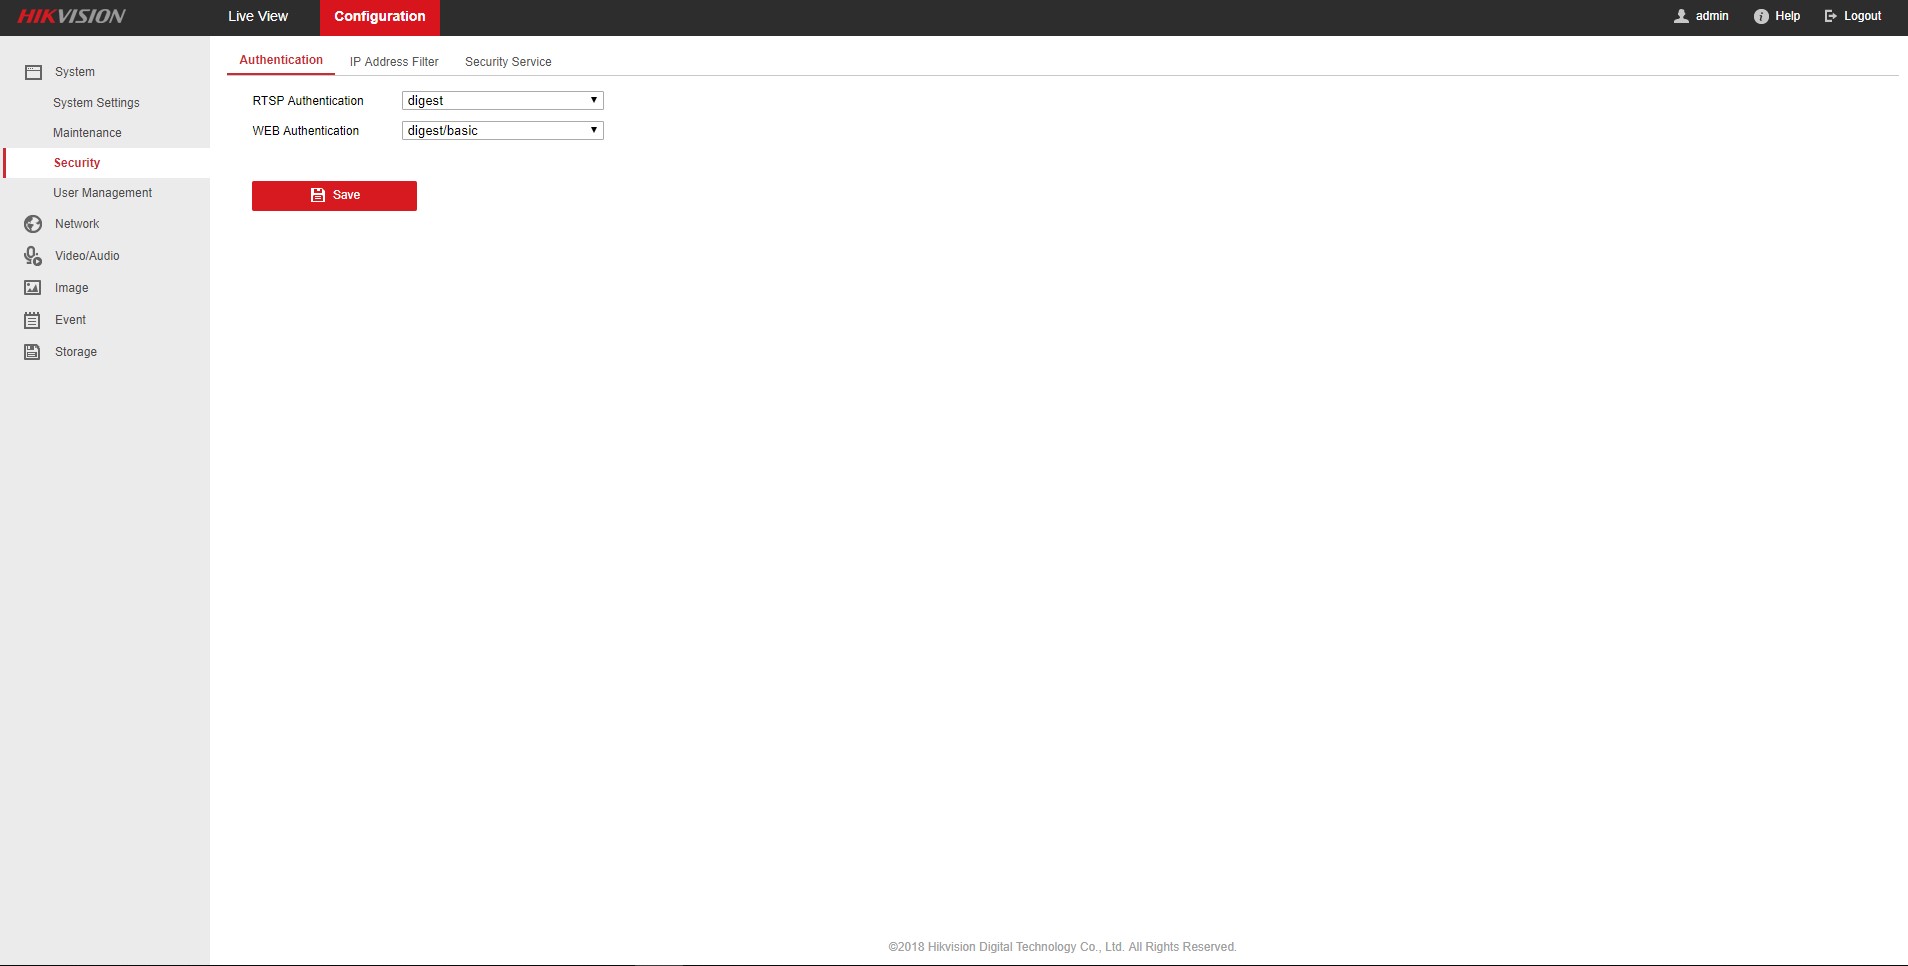 HIKVISION Live View Configuration admin Help Logout
Authentication IP Address Filter Security Service
System
System Settings
Maintenance
Security
User Management
Network
Video/Audio
Image
Event
Storage
RTSP Authentication digest
WEB Authentication digest/basic
Save
©2018 Hikvision Digital Technology Co., Ltd. All Rights Reserved.